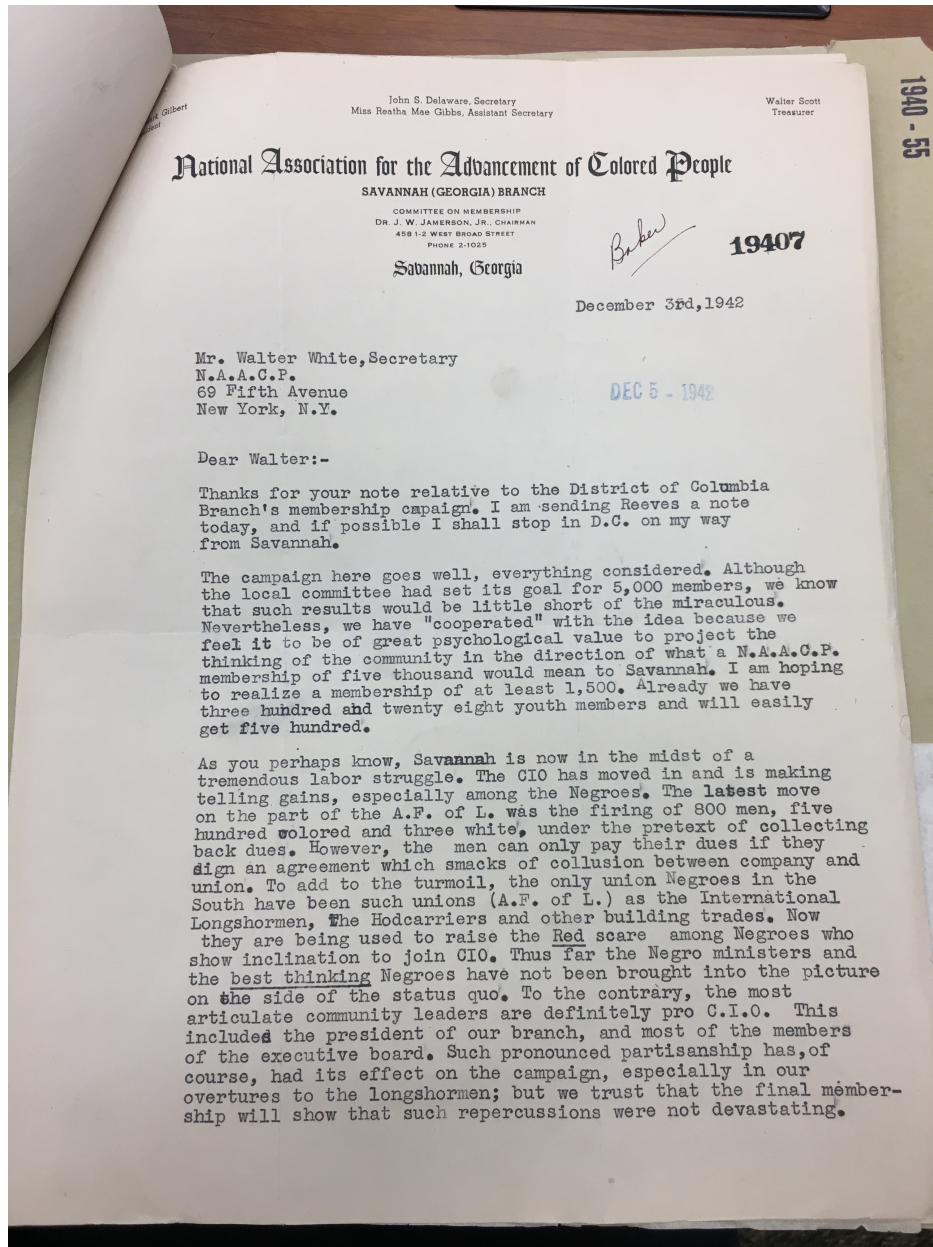 Gilbert
John S. Delaware, Secretary
Miss Reatha Mae Gibbs, Assistant Secretary
Walter Scott
Treasurer
1940 - 55
National Association for the Advancement of Colored People
SAVANNAH (GEORGIA) BRANCH
COMMITTEE ON MEMBERSHIP
DR. J. W. JAMERSON, JR., CHAIRMAN
458 1-2 WEST BROAD STREET
PHONE 2-1025
Savannah, Georgia
Baker
19407
December 3rd,1942
Mr. Walter White,Secretary
N.A.A.C.P.
69 Fifth Avenue
New York, N.Y.
DEC 5 - 1942
Dear Walter:-
Thanks for your note relative to the District of Columbia
Branch's membership cmpaign. I am sending Reeves a note
today, and if possible I shall stop in D.C. on my way
from Savannah.
The campaign here goes well, everything considered. Although
the local committee had set its goal for 5,000 members, we know
that such results would be little short of the miraculous.
Nevertheless, we have "cooperated" with the idea because we
feel it to be of great psychological value to project the
thinking of the community in the direction of what a N.A.A.C.P.
membership of five thousand would mean to Savannah. I am hoping
to realize a membership of at least 1,500. Already we have
three hundred and twenty eight youth members and will easily
get five hundred.
As you perhaps know, Savannah is now in the midst of a
tremendous labor struggle. The CIO has moved in and is making
telling gains, especially among the Negroes. The latest move
on the part of the A.F. of L. was the firing of 800 men, five
hundred colored and three white, under the pretext of collecting
back dues. However, the men can only pay their dues if they
sign an agreement which smacks of collusion between company and
union. To add to the turmoil, the only union Negroes in the
South have been such unions (A.F. of L.) as the International
Longshormen, The Hodcarriers and other building trades. Now
they are being used to raise the Red scare among Negroes who
show inclination to join CIO. Thus far the Negro ministers and
the best thinking Negroes have not been brought into the picture
on the side of the status quo. To the contrary, the most
articulate community leaders are definitely pro C.I.O. This
included the president of our branch, and most of the members
of the executive board. Such pronounced partisanship has,of
course, had its effect on the campaign, especially in our
overtures to the longshormen; but we trust that the final member-
ship will show that such repercussions were not devastating.